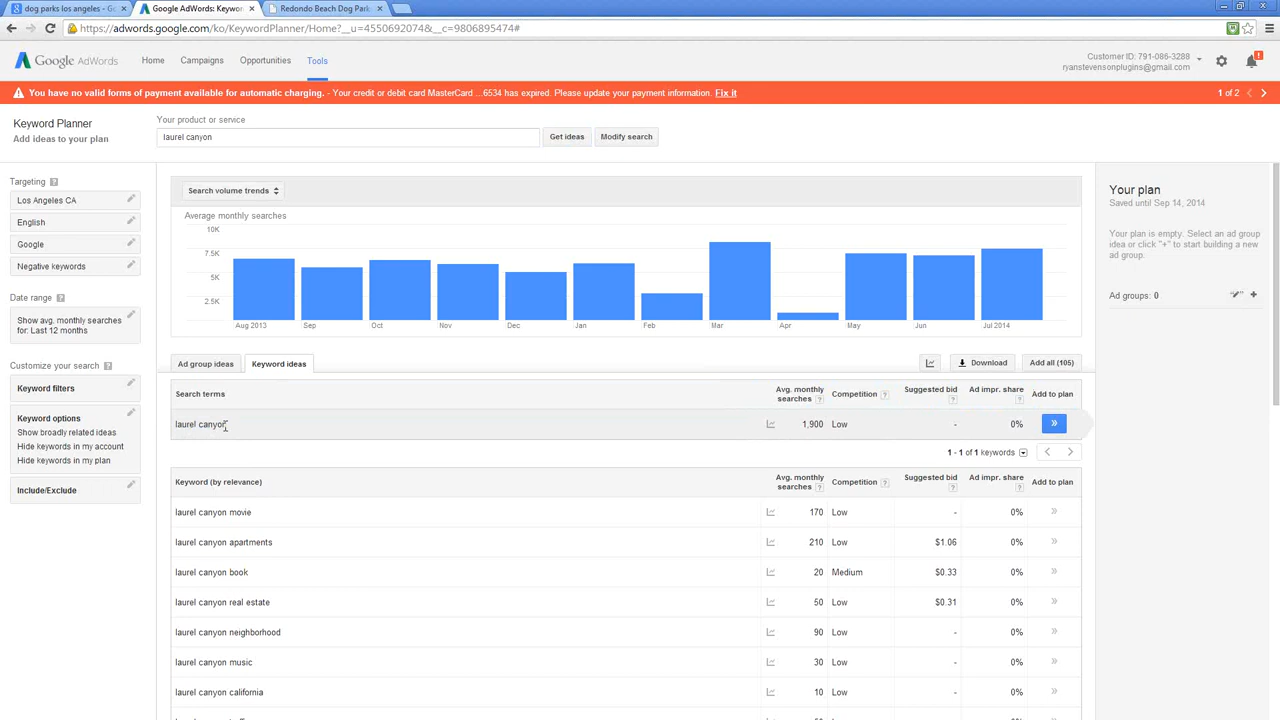 dog parks los angeles - G
Google AdWords: Keywor
Redondo Beach Dog Park
https://adwords.google.com/ko/KeywordPlanner/Home?__u=4550692074&__c=9806895474#
Google AdWords
Home
Campaigns
Opportunities
Tools
Customer ID: 791-086-3288
ryanstevensonplugins@gmail.com
You have no valid forms of payment available for automatic charging. - Your credit or debit card MasterCard ...6534 has expired. Please update your payment information. Fix it
1 of 2
Keyword Planner
Add ideas to your plan
Your product or service
laurel canyon
Get ideas
Modify search
Targeting ?
Los Angeles CA
English
Google
Negative keywords
Date range ?
Show avg. monthly searches
for: Last 12 months
Customize your search ?
Keyword filters
Keyword options
Show broadly related ideas
Hide keywords in my account
Hide keywords in my plan
Include/Exclude
Search volume trends
Average monthly searches
10K
7.5K
5K
2.5K
Aug 2013 Sep Oct Nov Dec Jan Feb Mar Apr May Jun Jul 2014
Ad group ideas
Keyword ideas
Download
Add all (105)
Search terms
Avg. monthly
searches ?
Competition ?
Suggested bid
?
Ad impr. share
?
Add to plan
laurel canyon 1,900 Low - 0% »
1 - 1 of 1 keywords
Keyword (by relevance)
Avg. monthly
searches ?
Competition ?
Suggested bid
?
Ad impr. share
?
Add to plan
laurel canyon movie 170 Low - 0% »
laurel canyon apartments 210 Low $1.06 0% »
laurel canyon book 20 Medium $0.33 0% »
laurel canyon real estate 50 Low $0.31 0% »
laurel canyon neighborhood 90 Low - 0% »
laurel canyon music 30 Low - 0% »
laurel canyon california 10 Low - 0% »
Your plan
Saved until Sep 14, 2014
Your plan is empty. Select an ad group
idea or click "+" to start building a new
ad group.
Ad groups: 0